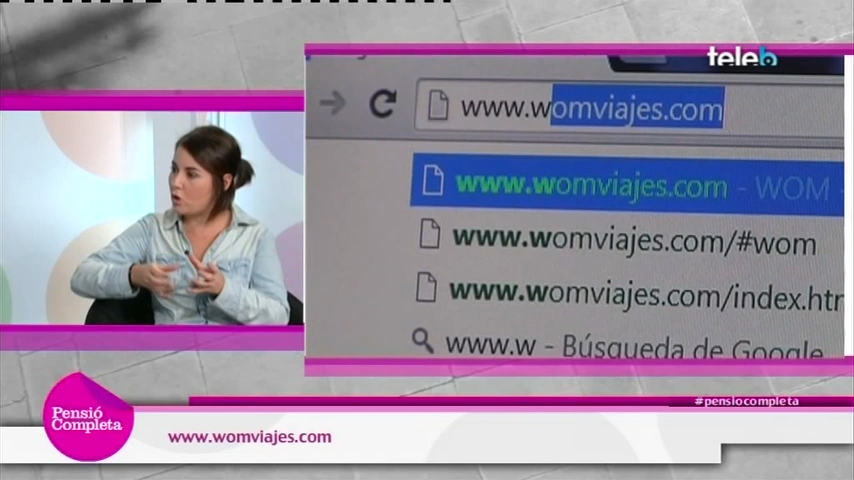 teleb
www.womviajes.com
www.womviajes.com - WOM -
www.womviajes.com/#wom
www.womviajes.com/index.htm
www.w - Búsqueda de Google
#pensiocompleta
Pensió
Completa
www.womviajes.com